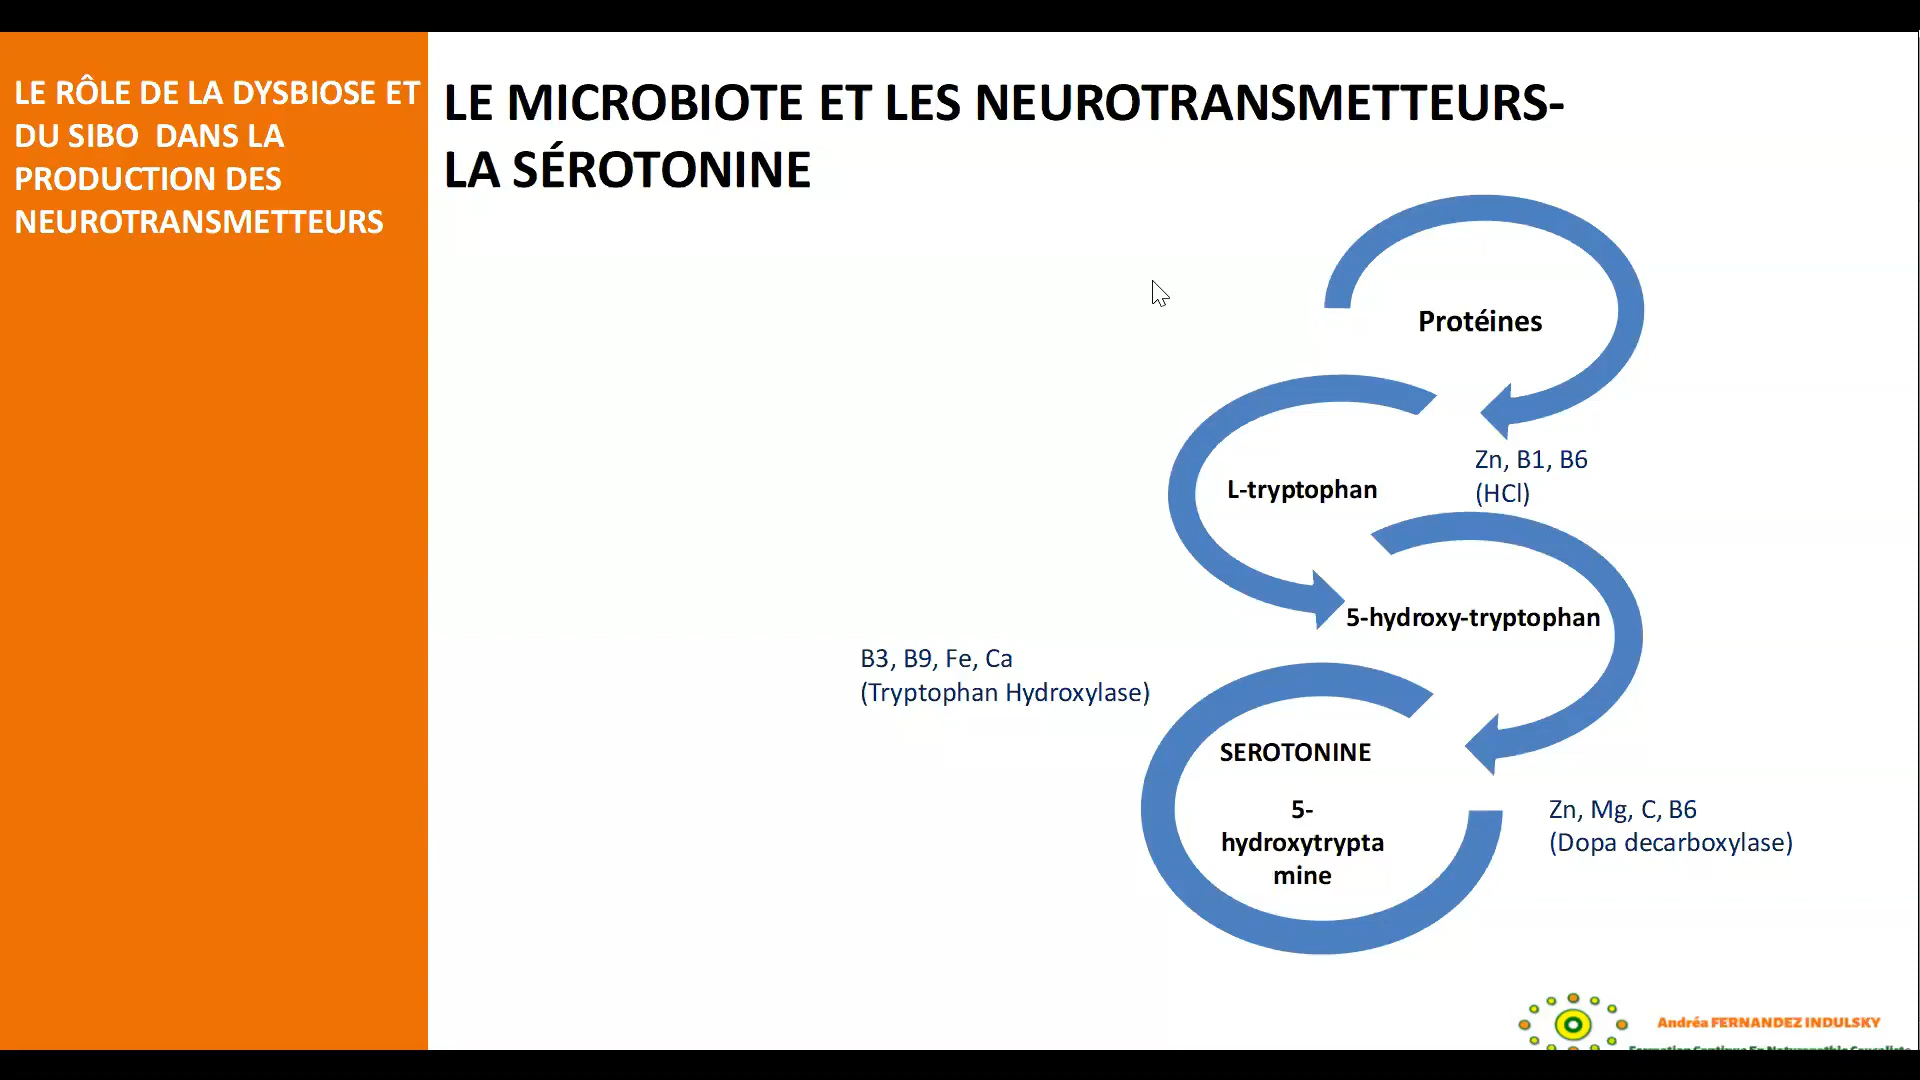 LE RÔLE DE LA DYSBIOSE ET
DU SIBO DANS LA
PRODUCTION DES
NEUROTRANSMETTEURS
LE MICROBIOTE ET LES NEUROTRANSMETTEURS-
LA SÉROTONINE
Protéines
Zn, B1, B6
(HCl)
L-tryptophan
5-hydroxy-tryptophan
B3, B9, Fe, Ca
(Tryptophan Hydroxylase)
SEROTONINE
5-
hydroxytrypta
mine
Zn, Mg, C, B6
(Dopa decarboxylase)
Andréa FERNANDEZ INDULSKY